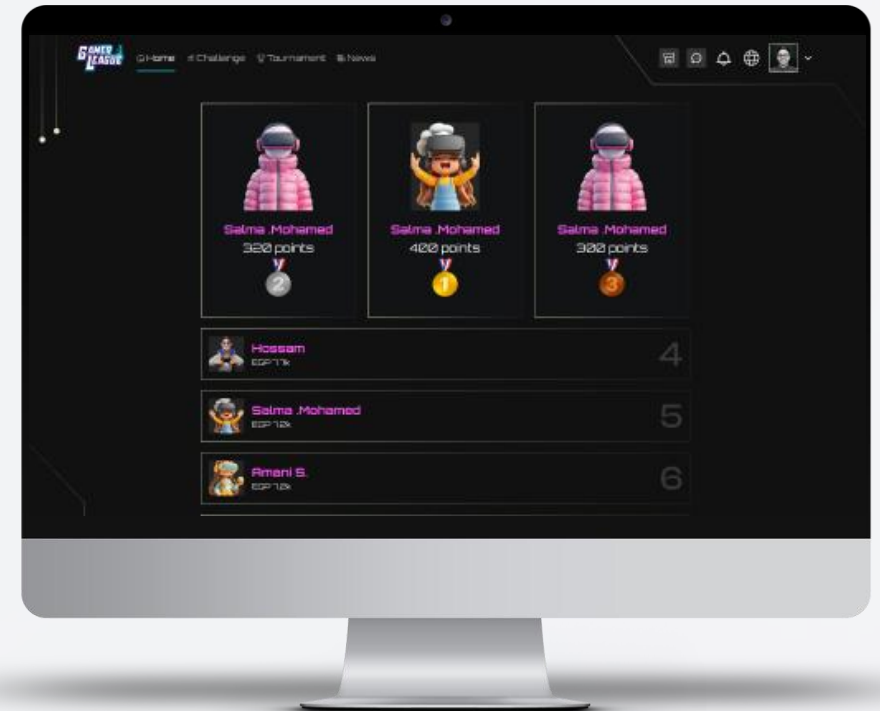 GAMER
LEAGUE
Home
Challenge
Tournament
News
Salma .Mohamed
320 points
2
Salma .Mohamed
400 points
1
Salma .Mohamed
300 points
3
Hossam
4
Salma .Mohamed
5
Amani S.
6